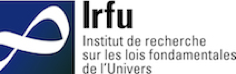 Irfu
Institut de recherche
sur les lois fondamentales
de l'Univers